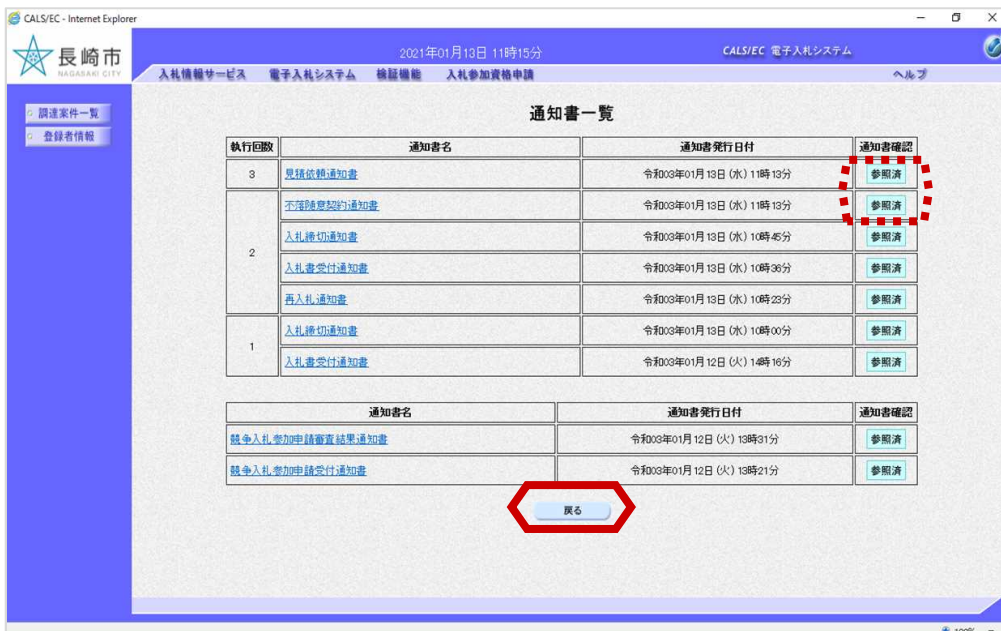 CALS/EC - Internet Explorer
長崎市
NAGASAKI CITY
2021年01月13日 11時15分
CALS/EC 電子入札システム
入札情報サービス 電子入札システム 検証機能 入札参加資格申請 ヘルプ
調達案件一覧
登録者情報
通知書一覧
執行回数 通知書名 通知書発行日付 通知書確認
3 見積依頼通知書 令和03年01月13日 (水) 11時13分 参照済
不落随意契約通知書 令和03年01月13日 (水) 11時13分 参照済
2 入札締切通知書 令和03年01月13日 (水) 10時45分 参照済
入札書受付通知書 令和03年01月13日 (水) 10時36分 参照済
再入札通知書 令和03年01月13日 (水) 10時23分 参照済
1 入札締切通知書 令和03年01月13日 (水) 10時00分 参照済
入札書受付通知書 令和03年01月12日 (火) 14時16分 参照済
通知書名 通知書発行日付 通知書確認
競争入札参加申請審査結果通知書 令和03年01月12日 (火) 13時31分 参照済
競争入札参加申請受付通知書 令和03年01月12日 (火) 13時21分 参照済
戻る